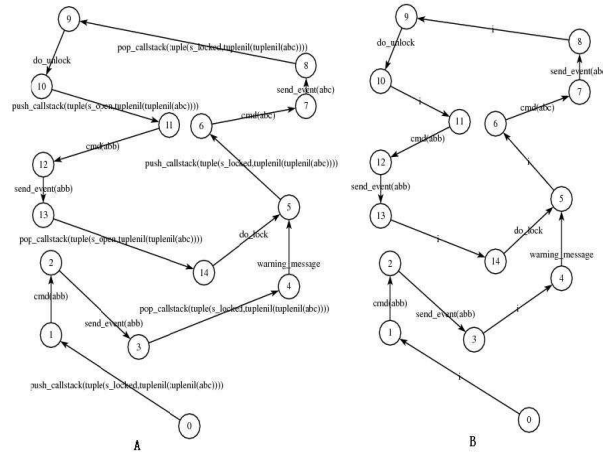 9
do_unlock
pop_callstack(tuple(s_locked,tuplenil(tuplenil(abc))))
8
10
send_event(abc)
push_callstack(tuple(s_open,tuplenil(tuplenil(abc))))
7
11
6
cmd(abc)
cmd(abb)
12
push_callstack(tuple(s_locked,tuplenil(tuplenil(abc))))
send_event(abb)
13
5
pop_callstack(tuple(s_open,tuplenil(tuplenil(abc))))
do_lock
14
2
warning_message
4
cmd(abb)
pop_callstack(tuple(s_locked,tuplenil(tuplenil(abc))))
send_event(abb)
1
3
push_callstack(tuple(s_locked,tuplenil(tuplenil(abc))))
0
A
9
i
do_unlock
8
10
send_event(abc)
i
7
11
6
cmd(abc)
cmd(abb)
12
i
send_event(abb)
5
13
do_lock
i
14
2
warning_message
4
cmd(abb)
send_event(abb)
i
1
3
i
0
B